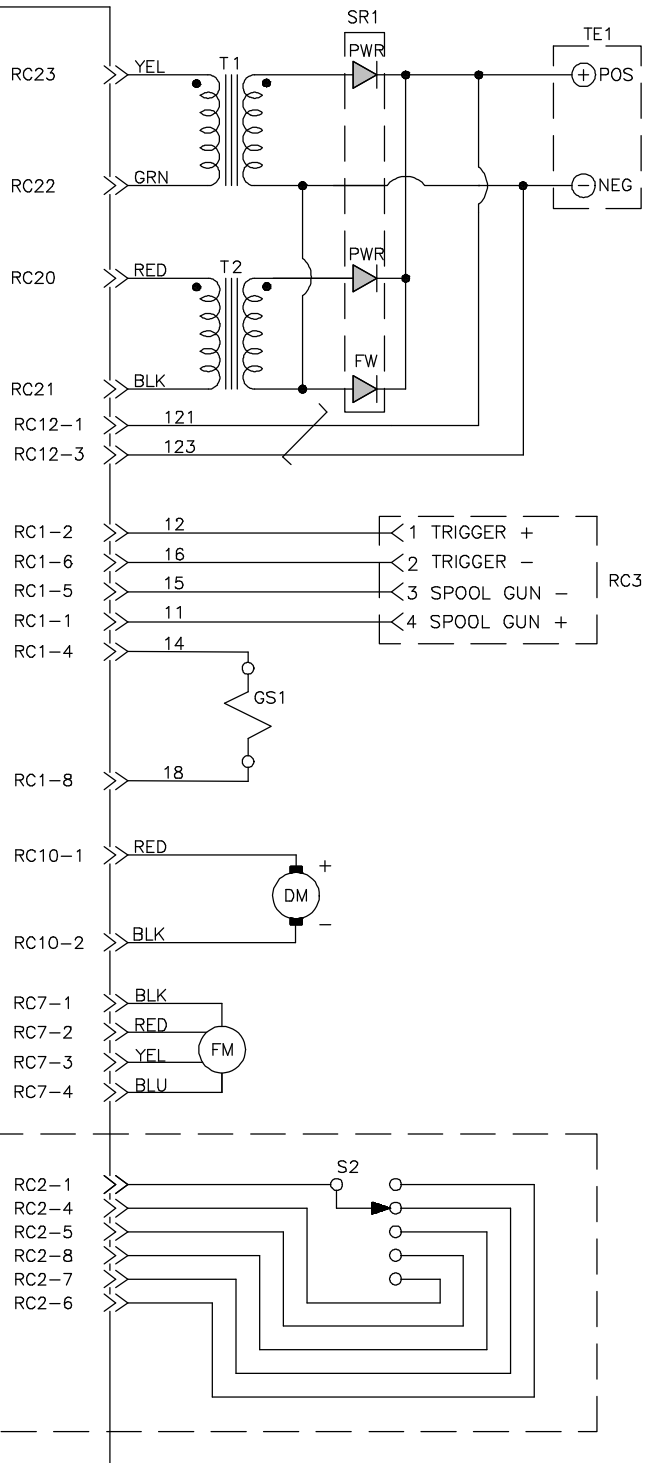 SR1
TE1
PWR
RC23 YEL T1 + POS
RC22 GRN − NEG
PWR
RC20 RED T2
FW
RC21 BLK
RC12-1 121
RC12-3 123
RC1-2 12 1 TRIGGER +
RC1-6 16 2 TRIGGER -
RC1-5 15 3 SPOOL GUN -
RC3
RC1-1 11 4 SPOOL GUN +
RC1-4 14
GS1
RC1-8 18
RC10-1 RED +
DM
RC10-2 BLK −
RC7-1 BLK
RC7-2 RED
FM
RC7-3 YEL
RC7-4 BLU
S2
RC2-1
RC2-4
RC2-5
RC2-8
RC2-7
RC2-6